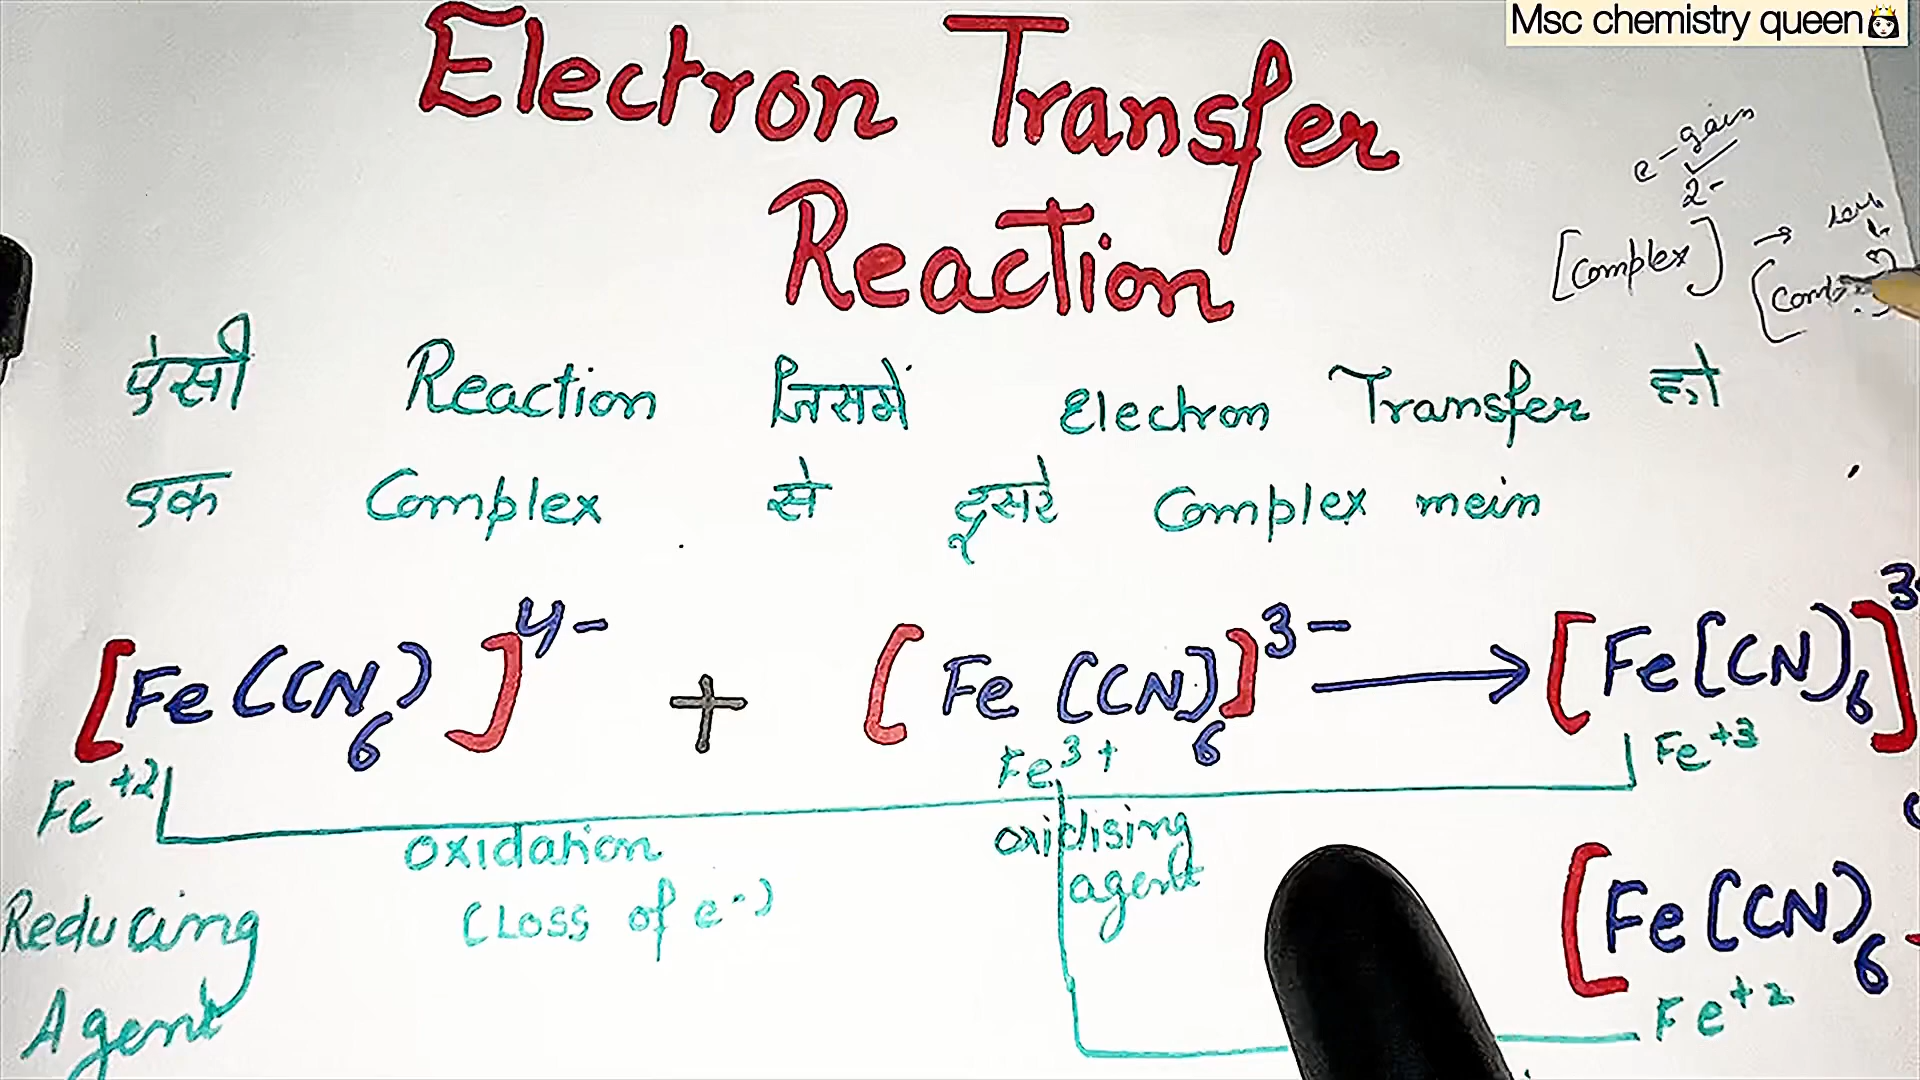 Msc chemistry queen👸🏻
Electron Transfer
Reaction
e- gain
2-
[Complex] →
ऐसी Reaction जिसमें Electron Transfer हो
एक Complex से दूसरे Complex mein
[Fe(CN)6]4- + [Fe(CN)6]3- → [Fe(CN)6]3
Fe+2 Fe3+ Fe+3
oxidation oxidising
(Loss of e-) agent
Reducing [Fe(CN)6
Agent Fe+2